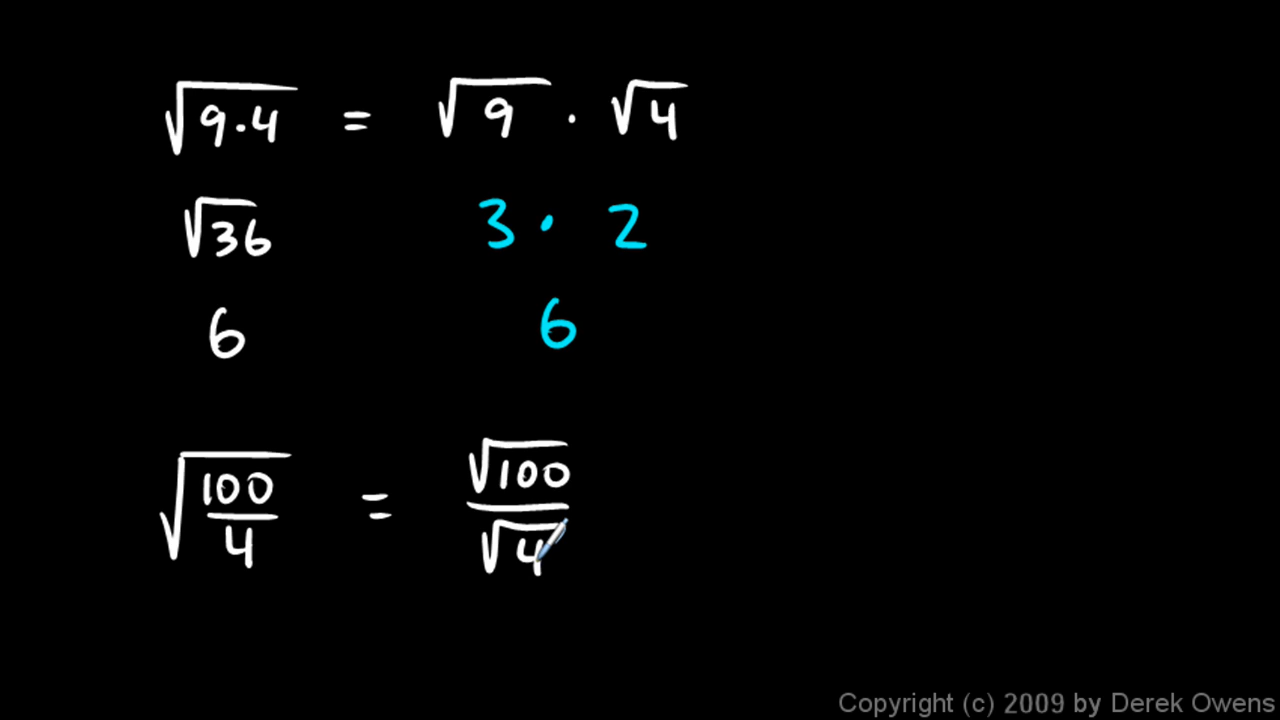 √9·4 = √9 · √4
√36 3 · 2
6 6
√100/4 = √100/√4
Copyright (c) 2009 by Derek Owens